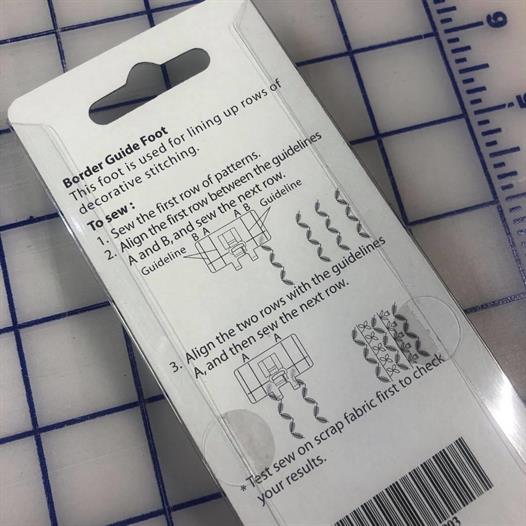 Border Guide Foot
This foot is used for lining up rows of
decorative stitching.
To sew :
1. Sew the first row of patterns.
2. Align the first row between the guidelines
A and B, and sew the next row.
B A A B Guideline
Guideline
3. Align the two rows with the guidelines
A, and then sew the next row.
A A
* Test sew on scrap fabric first to check
your results.
6
5